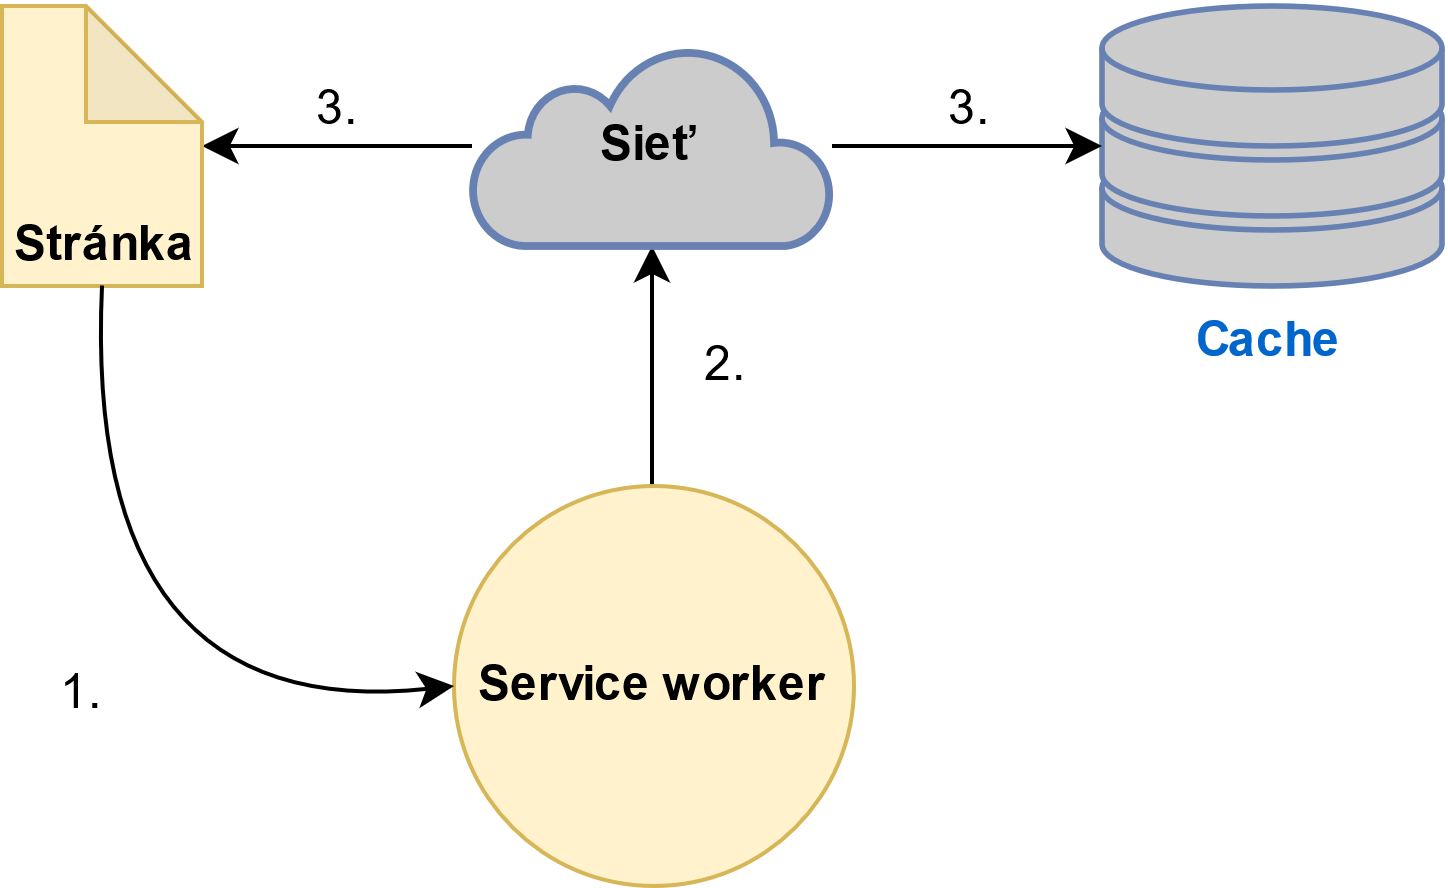 3.
3.
Sieť
Stránka
Cache
2.
Service worker
1.